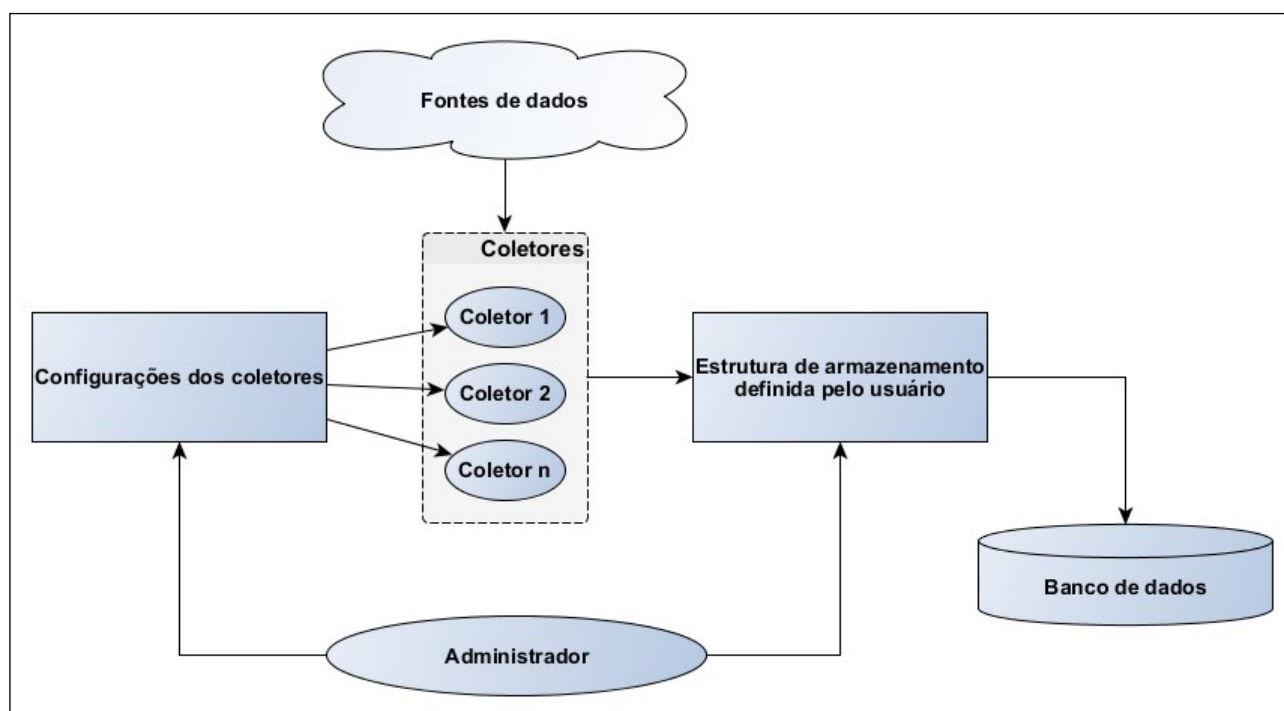 Fontes de dados
Coletores
Coletor 1
Configurações dos coletores
Coletor 2
Coletor n
Estrutura de armazenamento
definida pelo usuário
Banco de dados
Administrador